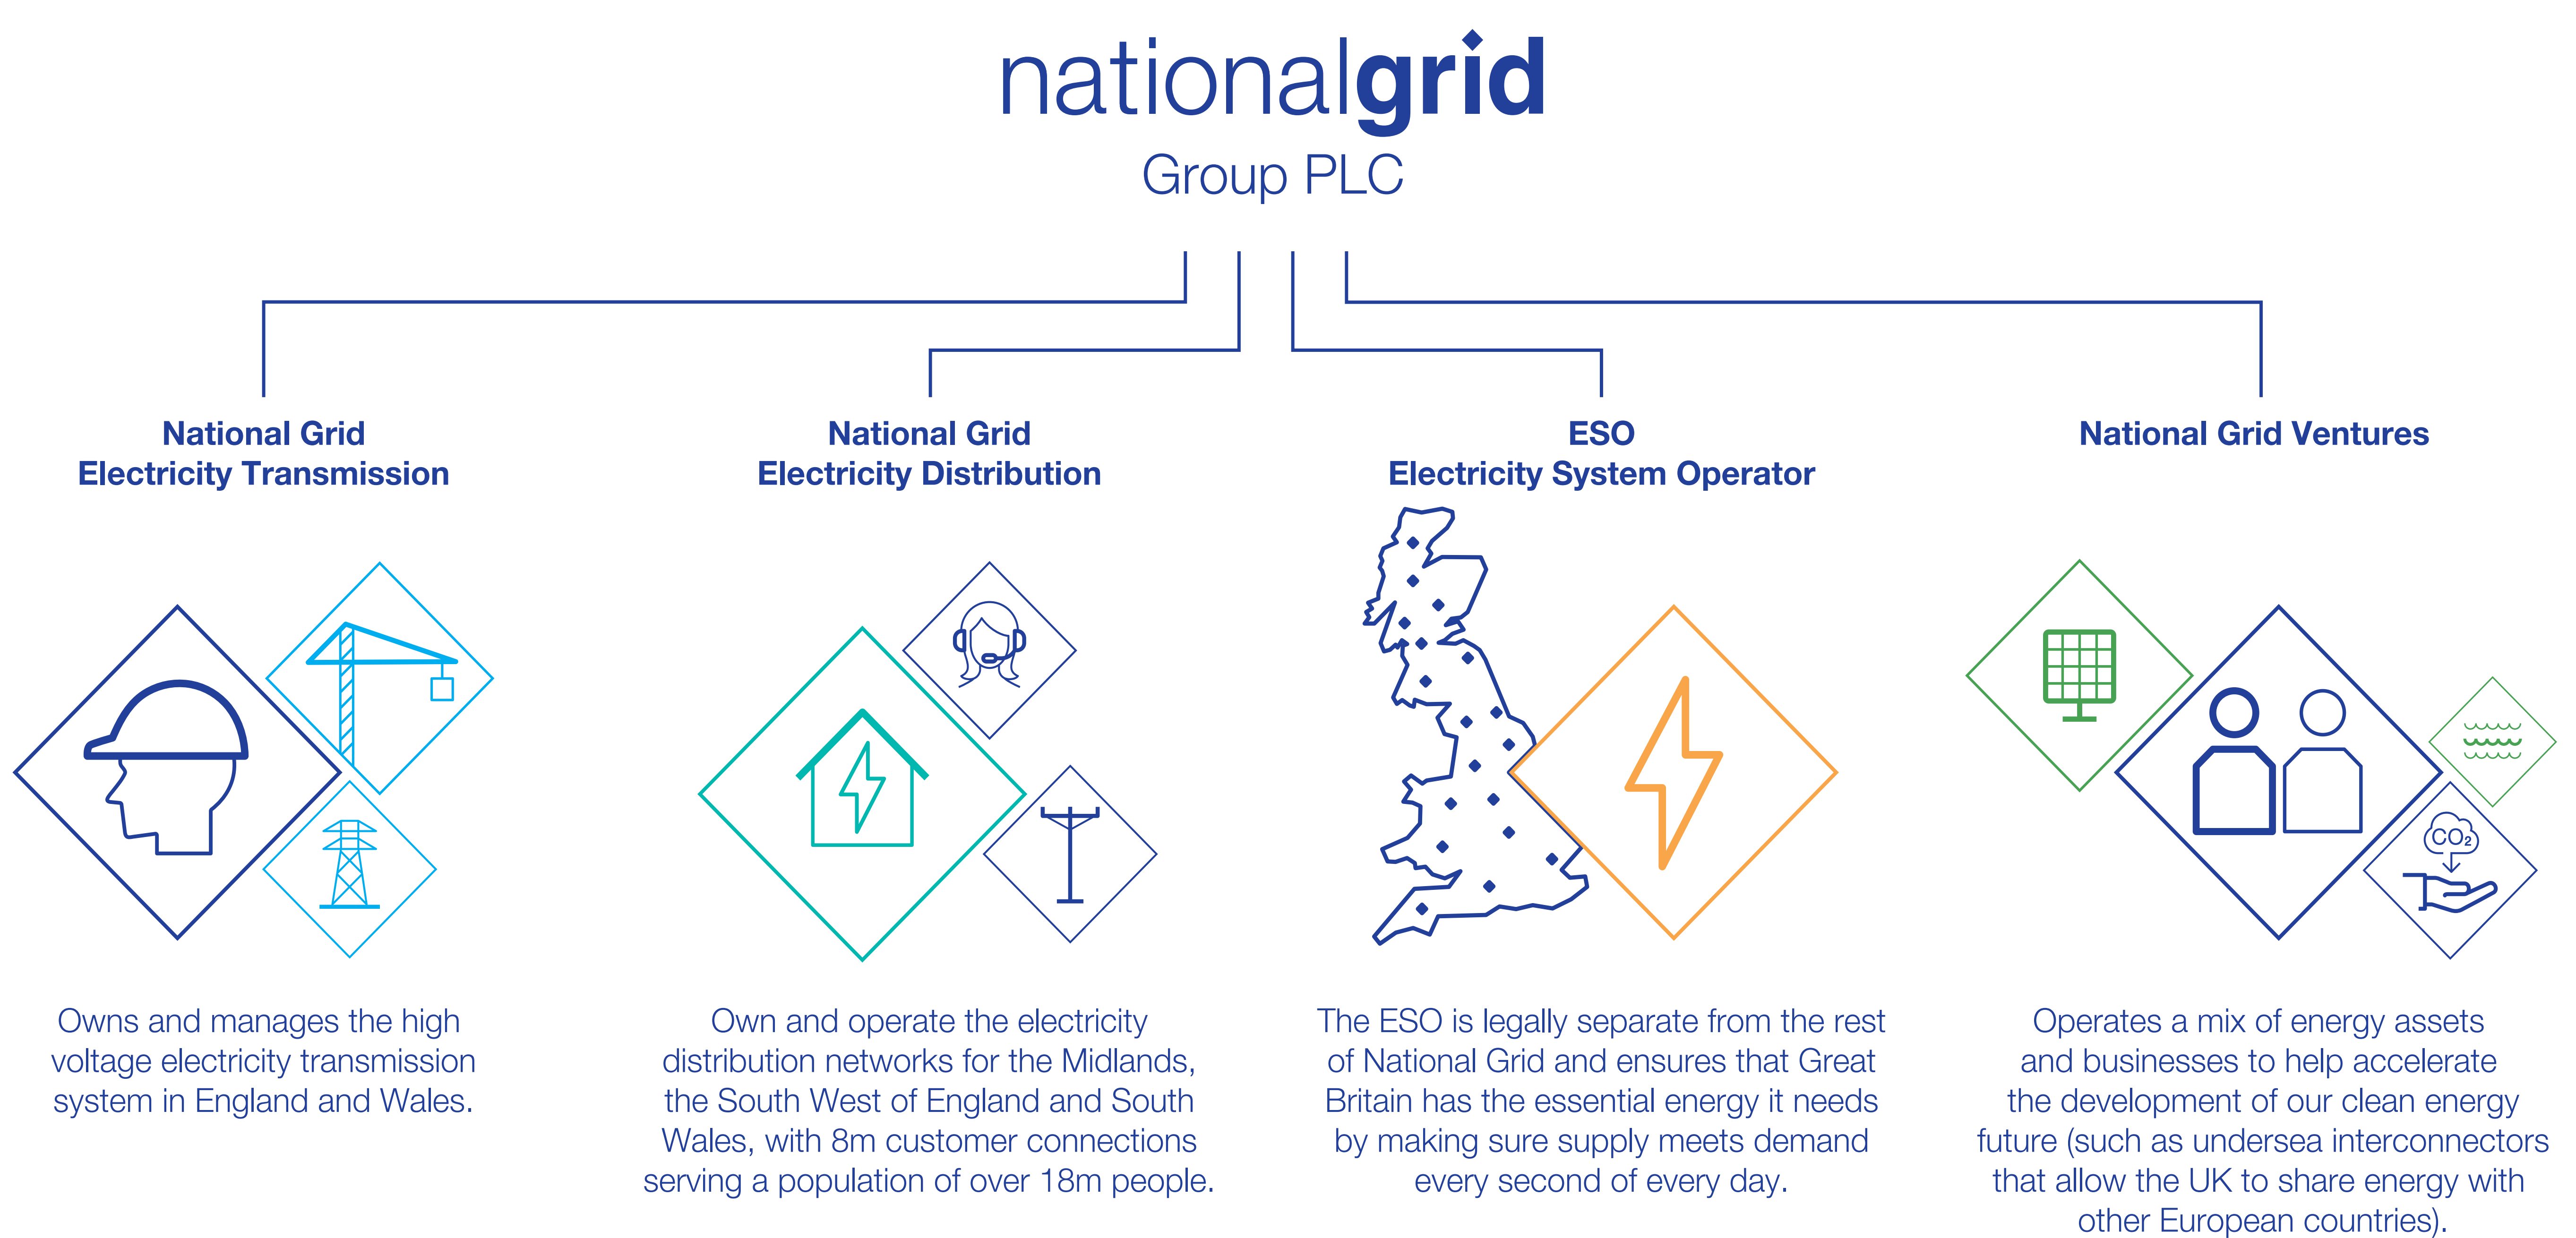 nationalgrid
Group PLC
National Grid
Electricity Transmission
National Grid
Electricity Distribution
ESO
Electricity System Operator
National Grid Ventures
CO₂
Owns and manages the high
voltage electricity transmission
system in England and Wales.
Own and operate the electricity
distribution networks for the Midlands,
the South West of England and South
Wales, with 8m customer connections
serving a population of over 18m people.
The ESO is legally separate from the rest
of National Grid and ensures that Great
Britain has the essential energy it needs
by making sure supply meets demand
every second of every day.
Operates a mix of energy assets
and businesses to help accelerate
the development of our clean energy
future (such as undersea interconnectors
that allow the UK to share energy with
other European countries).